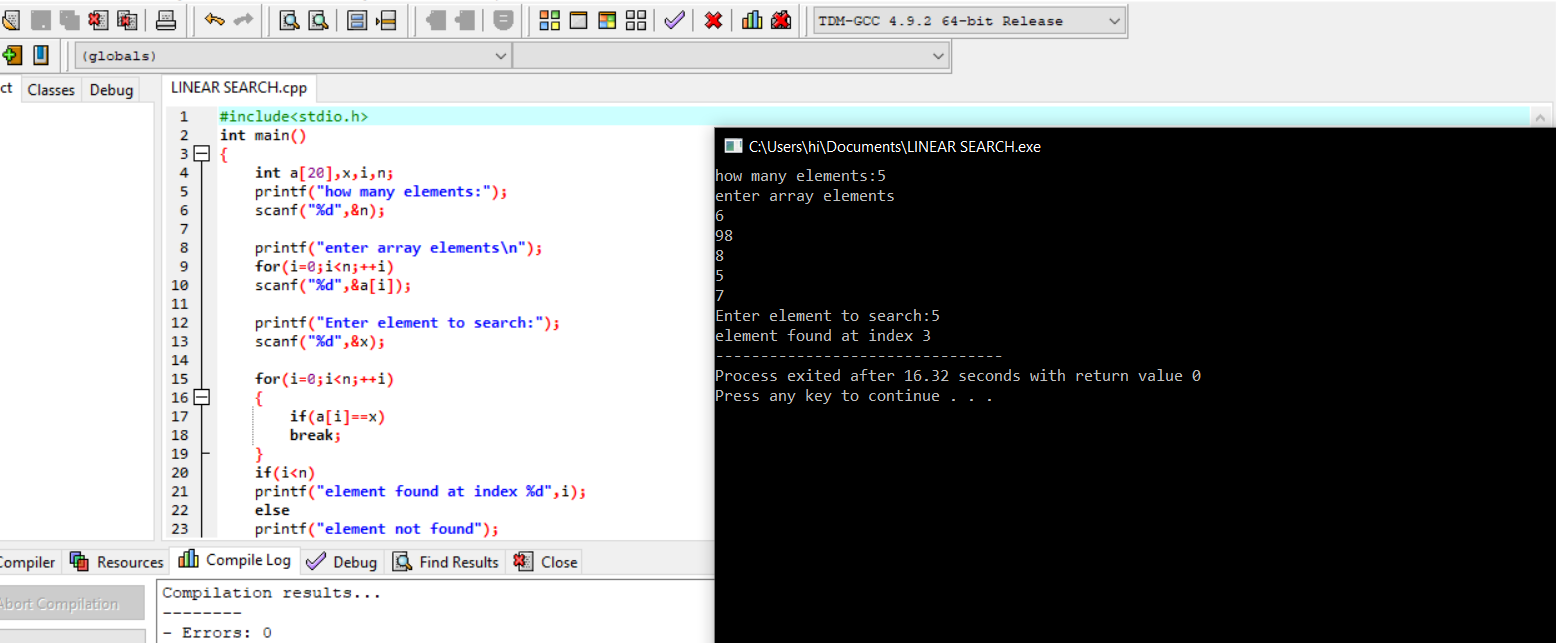 TDM-GCC 4.9.2 64-bit Release
(globals)
ct Classes Debug
LINEAR SEARCH.cpp
1 #include<stdio.h>
2 int main()
3 {
4 int a[20],x,i,n;
5 printf("how many elements:");
6 scanf("%d",&n);
7
8 printf("enter array elements\n");
9 for(i=0;i<n;++i)
10 scanf("%d",&a[i]);
11
12 printf("Enter element to search:");
13 scanf("%d",&x);
14
15 for(i=0;i<n;++i)
16 {
17 if(a[i]==x)
18 break;
19 }
20 if(i<n)
21 printf("element found at index %d",i);
22 else
23 printf("element not found");
C:\Users\hi\Documents\LINEAR SEARCH.exe
how many elements:5
enter array elements
6
98
8
5
7
Enter element to search:5
element found at index 3
--------------------------------
Process exited after 16.32 seconds with return value 0
Press any key to continue . . .
Compiler Resources Compile Log Debug Find Results Close
Abort Compilation
Compilation results...
--------
- Errors: 0